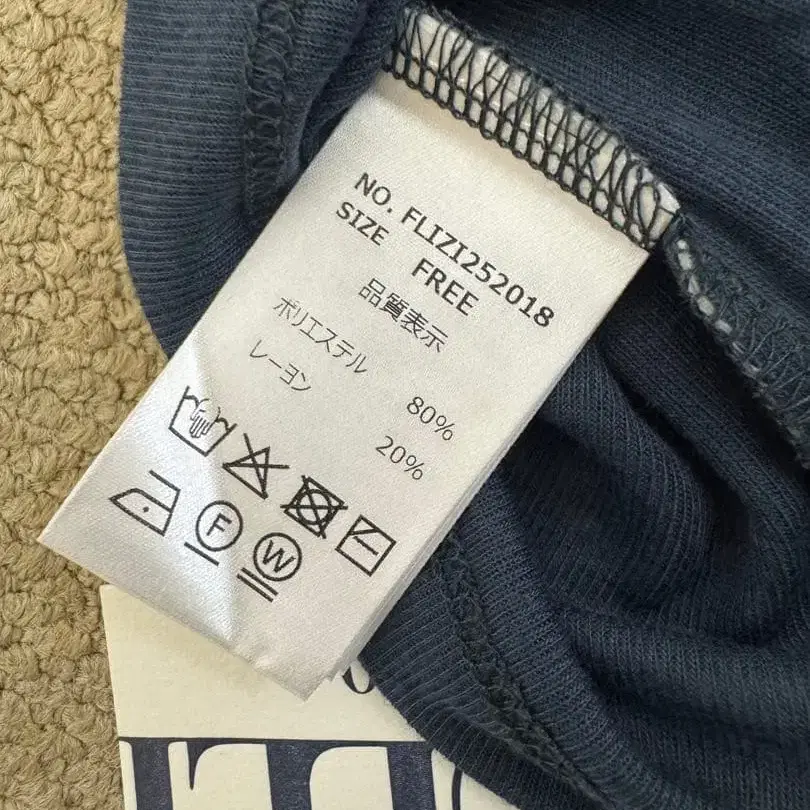 NO. FLIZI252018
SIZE FREE
品質表示
ポリエステル 80%
レーヨン 20%
F
W